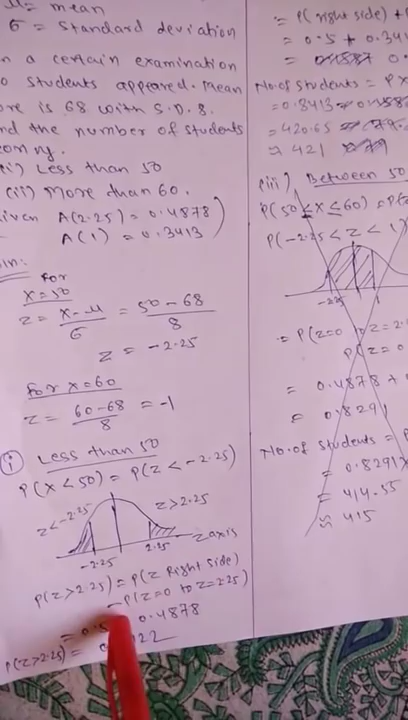 = mean
σ = Standard deviation
n a certain examination
students appeared. Mean
ore is 68 with S.D 8.
nd the number of students
(i) Less than 50
(ii) More than 60.
iven A(2.25) = 0.4878)
A(1) = 0.3413
for
X = 50
z = x-μ/σ = 50-68/8
z = -2.25
for x=60
z = 60-68/8 = -1
(i) Less than 50
P(X<50) = P(Z<-2.25)
z<-2.25
z>2.25
z axis
-2.25
2.25
P(Z>2.25) = P(Z Right side)
-P(Z=0 to Z=2.25)
0.4878
P(Z>2.25) =
= P(right side) +
= 0.5 + 0.341
No. of students = P×
= 0.8413
= 420.65
≈ 421
(iii) Between 50
P(50≤X≤60) = P(
P(-2.25<Z<1)
-2.25
1
= P(Z=0 to = 2.
P(Z=0
= 0.4878 +
= 0.8291
No. of students =
= 0.8291×
= 414.55
≈ 415